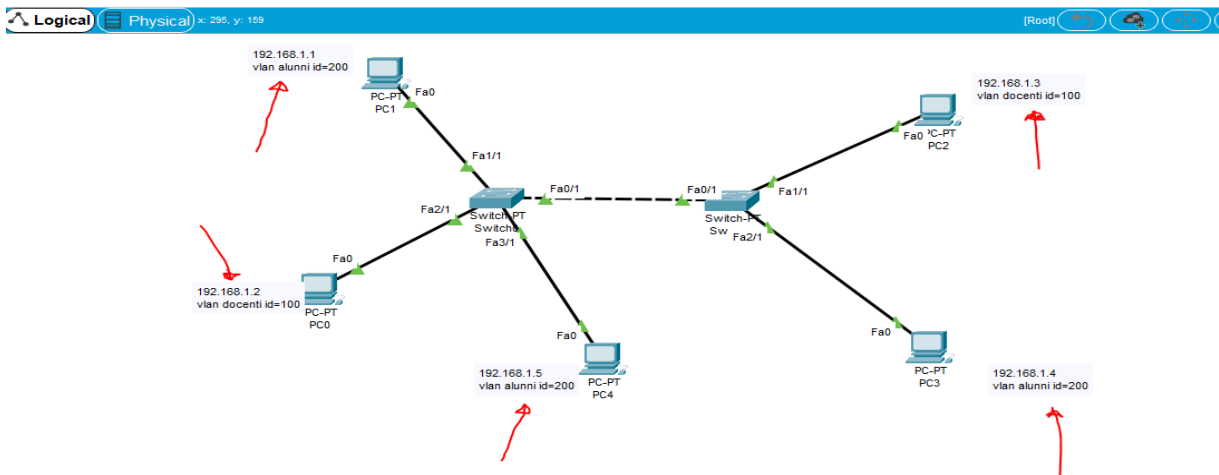 Logical Physical x: 295, y: 159 [Root]
192.168.1.1
vlan alunni id=200
PC-PT
PC1
Fa0
Fa1/1
192.168.1.3
vlan docenti id=100
Fa0
PC2
Fa1/1
Fa0/1
Fa0/1
Switch-PT
Fa2/1
Fa3/1
Switch-PT
Sw
Fa2/1
Fa0
192.168.1.2
vlan docenti id=100
PC-PT
PC0
Fa0
192.168.1.5
vlan alunni id=200
PC-PT
PC4
Fa0
PC-PT
PC3
192.168.1.4
vlan alunni id=200